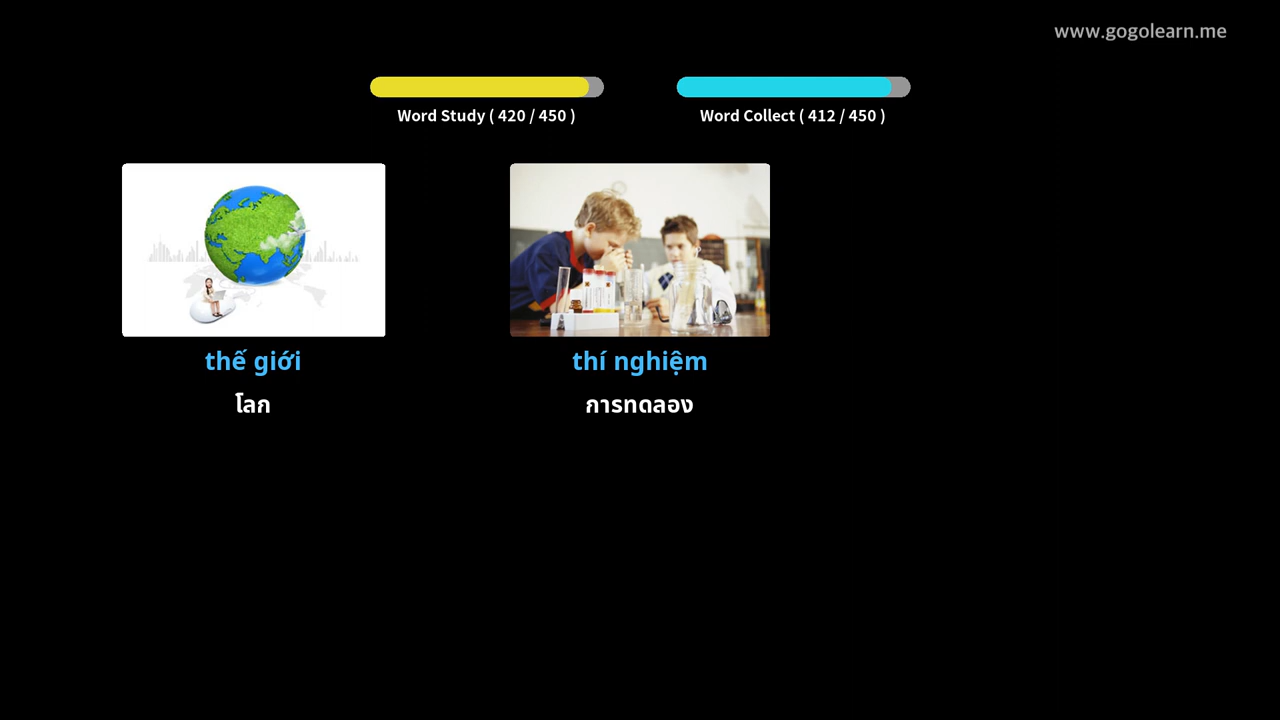 www.gogolearn.me
Word Study ( 420 / 450 )
Word Collect ( 412 / 450 )
thế giới
โลก
thí nghiệm
การทดลอง